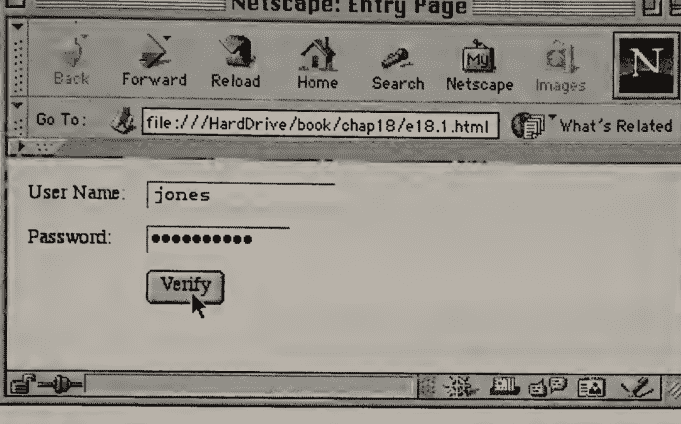 Netscape: Entry Page
Back Forward Reload Home Search Netscape Images
My
N
Go To: file:///HardDrive/book/chap18/e18.1.html What's Related
User Name: jones
Password: ••••••••••
Verify